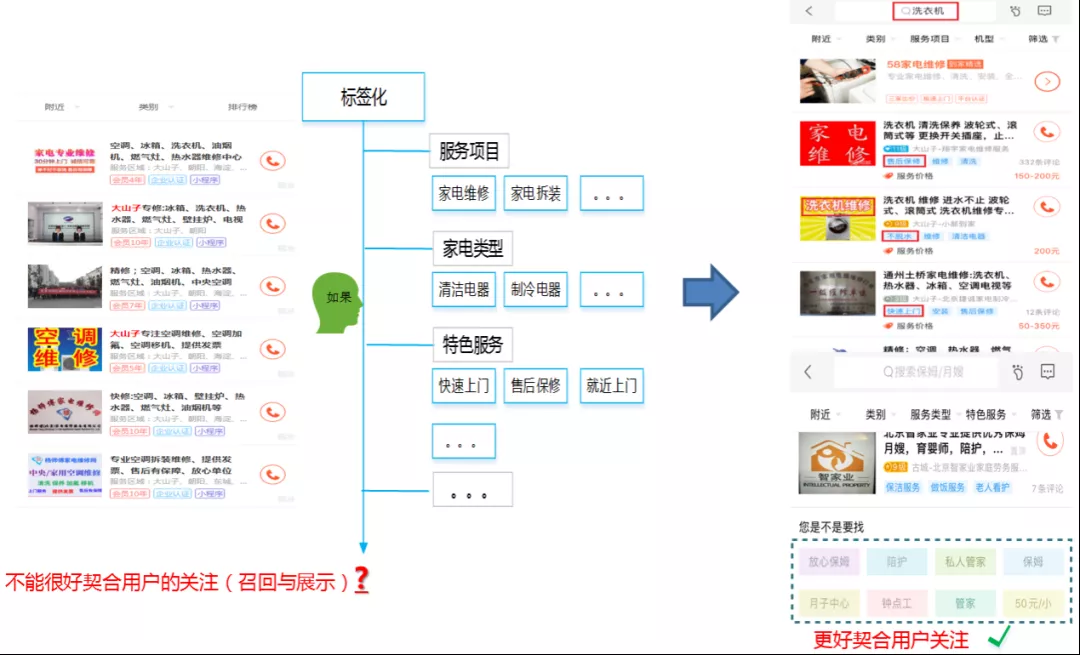 附近
类别
排行榜
家电专业维修
空调、冰箱、洗衣机、油烟
机、燃气灶、热水器维修中心
服务区域：大山子、朝阳、海淀，...
会员4年 企业认证 小程序
大山子专修:冰箱、洗衣机、热
水器、燃气灶、壁挂炉、电视
服务区域：大山子、朝阳
会员10年 企业认证 小程序
精修；空调、冰箱、热水器、
燃气灶、油烟机、中央空调
服务区域：大山子、朝阳、海淀、...
会员7年 企业认证 小程序
空调
维修
大山子专注空调维修、空调加
氟、空调移机、提供发票
服务区域：大山子、朝阳、海淀，...
会员5年 企业认证 小程序
快修:空调、冰箱、壁挂炉、热
水器、燃气灶、油烟机等
服务区域：大山子、朝阳、海淀，...
会员10年 企业认证 小程序
中央/家用空调维修
专业空调拆装维修、提供发
票、售后有保障、放心单位
服务区域：大山子、朝阳、东城，...
会员10年 企业认证 小程序
不能很好契合用户的关注（召回与展示）?
标签化
如果
服务项目
家电维修
家电拆装
。。。
家电类型
清洁电器
制冷电器
。。。
特色服务
快速上门
售后保修
就近上门
。。。
。。。
洗衣机
附近
类别
服务项目
机型
筛选
58家电维修 到家精选
专业家电维修、清洗、安装、全...
家电
维修
洗衣机 清洗保养 波轮式、滚
筒式等 更换开关插座，止...
大山子-翔宇家电维修服务
售后保修 维修 清洗
332条评论
服务价格
150-200元
洗衣机维修
洗衣机 维修 进水不止 波轮
式、滚筒式 洗衣机维修专...
大山子-小憨到家
不脱水 维修 清洁电器
服务价格
200元
通州土桥家电维修:洗衣机、
热水器、冰箱、空调电视等
大山子-北京捷诚家电制冷...
快速上门 安装 售后保修
12条评论
服务价格
50-350元
精修：空调、热水器、燃气
搜索保姆/月嫂
附近
类别
服务类型
特色服务
筛选
智家业
INTELLECTUAL PROPERTY
北京智家业专业提供优秀保姆
月嫂，育婴师，陪护，...
9级 古城-北京智家业家庭劳务服...
保洁服务 做饭服务 老人看护
7条评论
您是不是要找
放心保姆
陪护
私人管家
保姆
月子中心
钟点工
管家
50元/小
更好契合用户关注